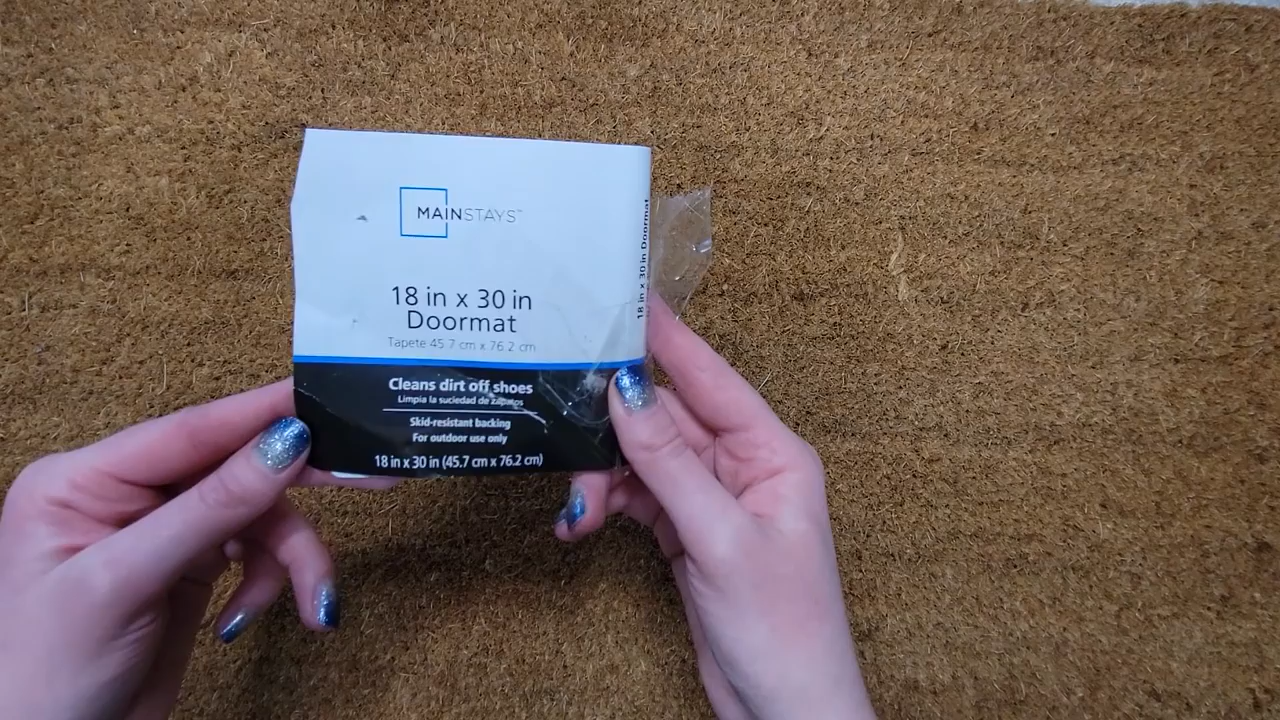 MAINSTAYS™
18 in x 30 in
Doormat
Tapete 45.7 cm x 76.2 cm
Cleans dirt off shoes
Limpia la suciedad de zapatos
Skid-resistant backing
For outdoor use only
18 in x 30 in (45.7 cm x 76.2 cm)
18 in x 30 in Doormat